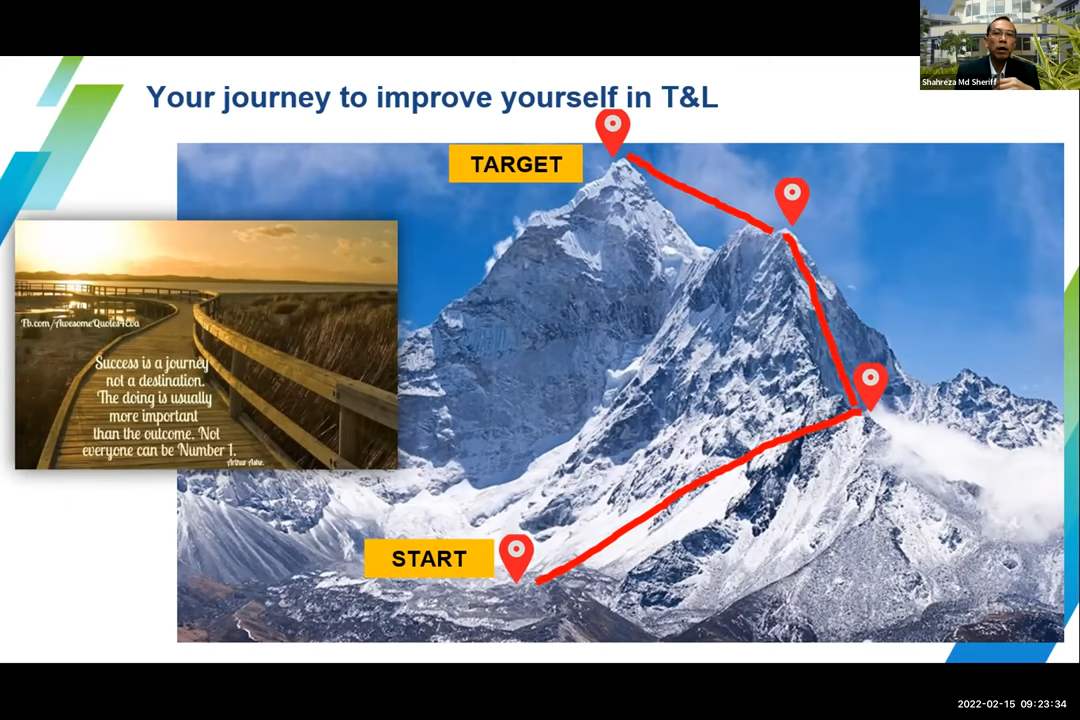 Shahreza Md Sheriff
Your journey to improve yourself in T&L
TARGET
Fb.com/AwesomeQuotes4Eva
Success is a journey
not a destination.
The doing is usually
more important
than the outcome. Not
everyone can be Number 1.
Arthur Ashe.
START
2022-02-15 09:23:34